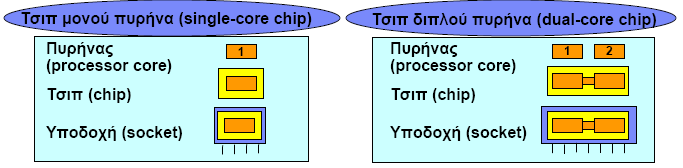 Τσιπ μονού πυρήνα (single-core chip)
Πυρήνας
(processor core)
1
Τσιπ (chip)
Υποδοχή (socket)
Τσιπ διπλού πυρήνα (dual-core chip)
Πυρήνας
(processor core)
1 2
Τσιπ (chip)
Υποδοχή (socket)